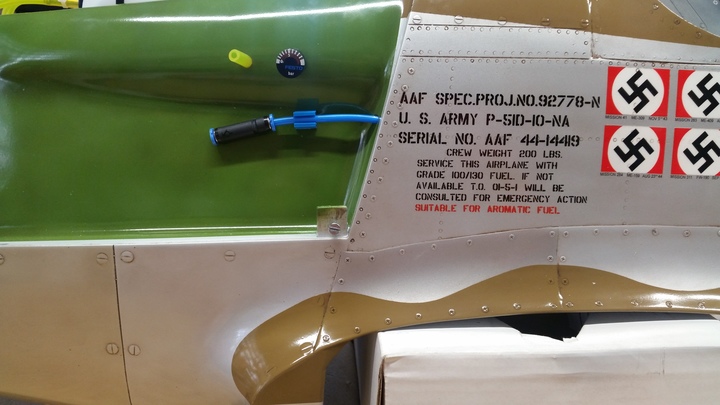 AAF SPEC.PROJ.NO.92778-N
U. S. ARMY P-51D-10-NA
SERIAL NO. AAF 44-14419
CREW WEIGHT 200 LBS.
SERVICE THIS AIRPLANE WITH
GRADE 100/130 FUEL. IF NOT
AVAILABLE T.O. 01-5-1 WILL BE
CONSULTED FOR EMERGENCY ACTION
SUITABLE FOR AROMATIC FUEL